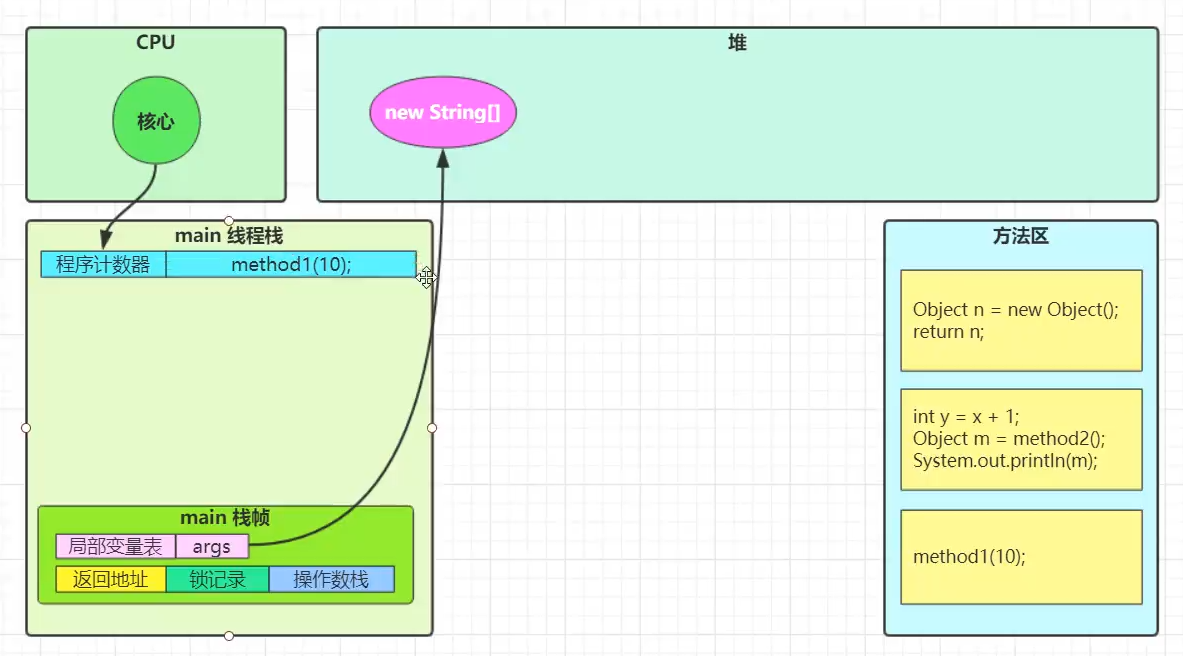 CPU
核心
堆
new String[]
main 线程栈
程序计数器
method1(10);
main 栈帧
局部变量表
args
返回地址
锁记录
操作数栈
方法区
Object n = new Object();
return n;
int y = x + 1;
Object m = method2();
System.out.println(m);
method1(10);